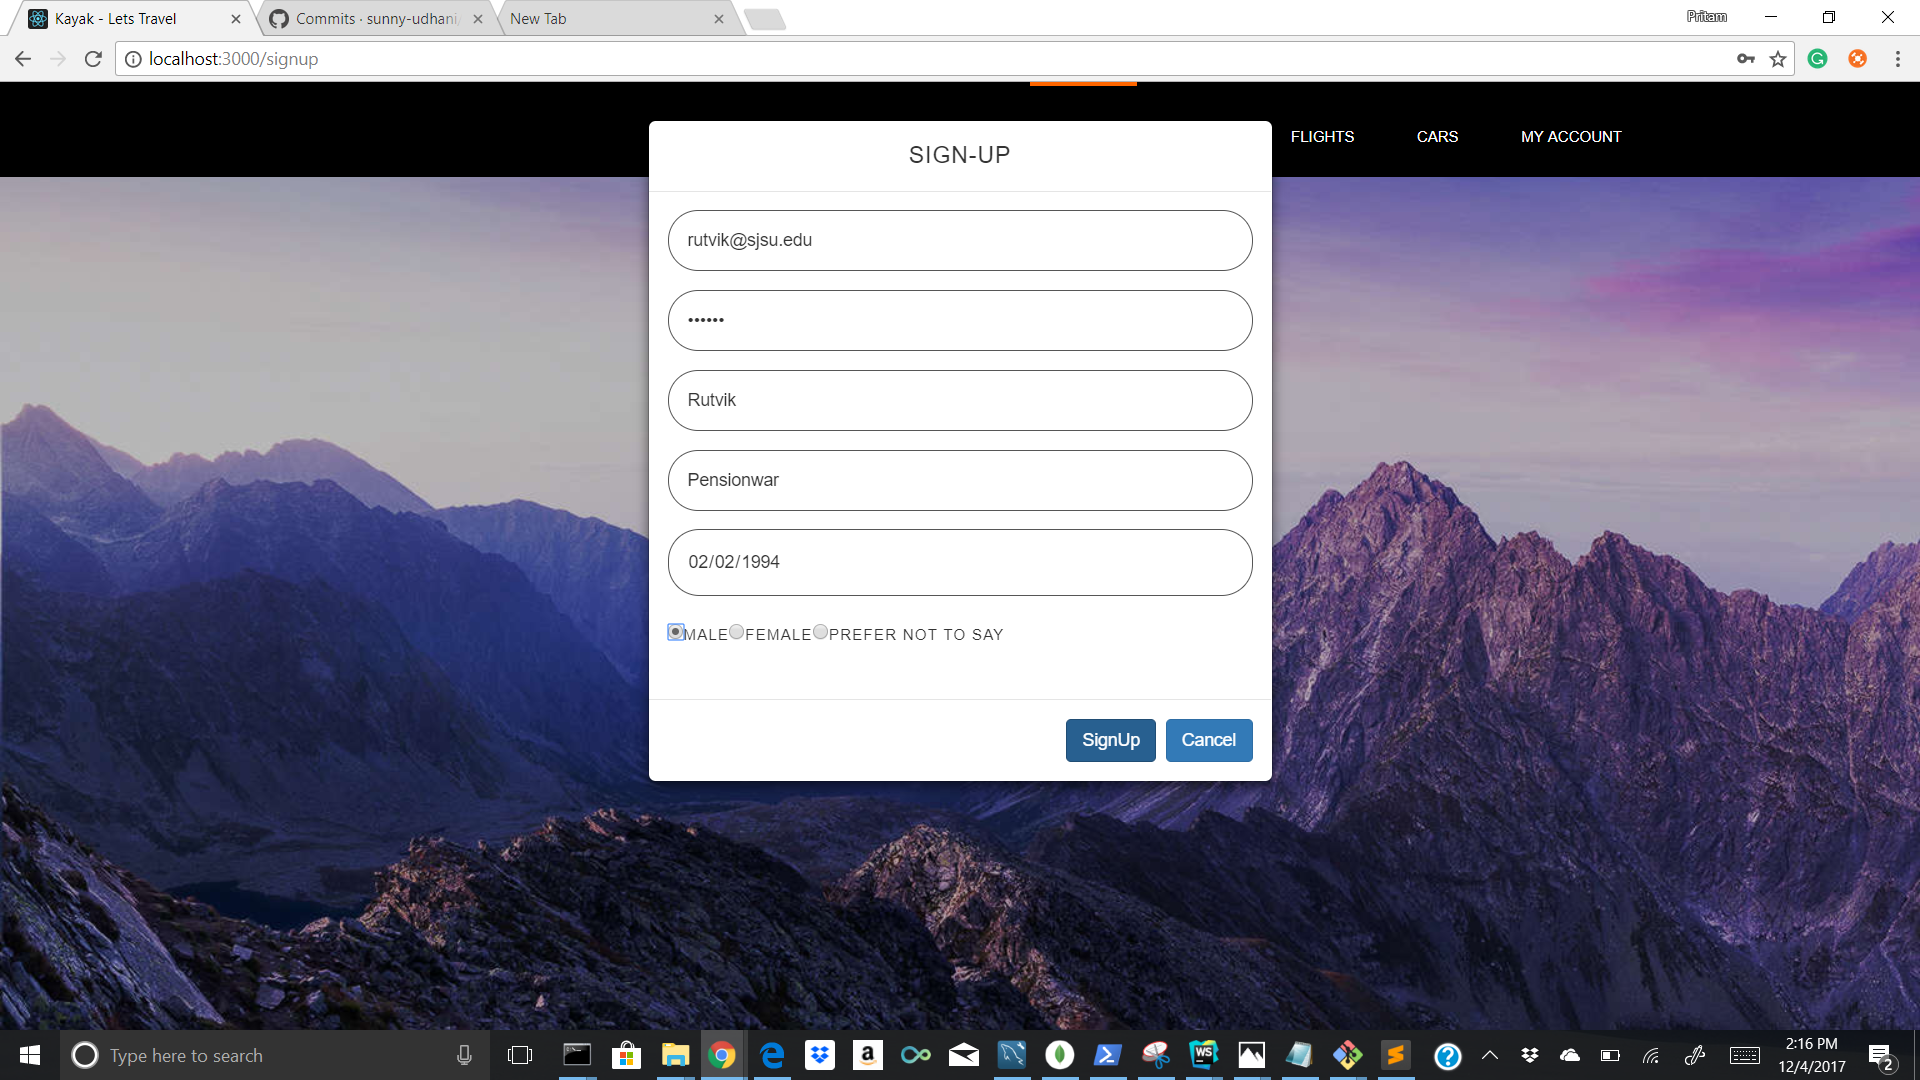 Kayak - Lets Travel
Commits · sunny-udhani
New Tab
Pritam
localhost:3000/signup
FLIGHTS
CARS
MY ACCOUNT
SIGN-UP
rutvik@sjsu.edu
••••••
Rutvik
Pensionwar
02/02/1994
MALE FEMALE PREFER NOT TO SAY
SignUp Cancel
Type here to search
a
WS
2:16 PM
12/4/2017
2